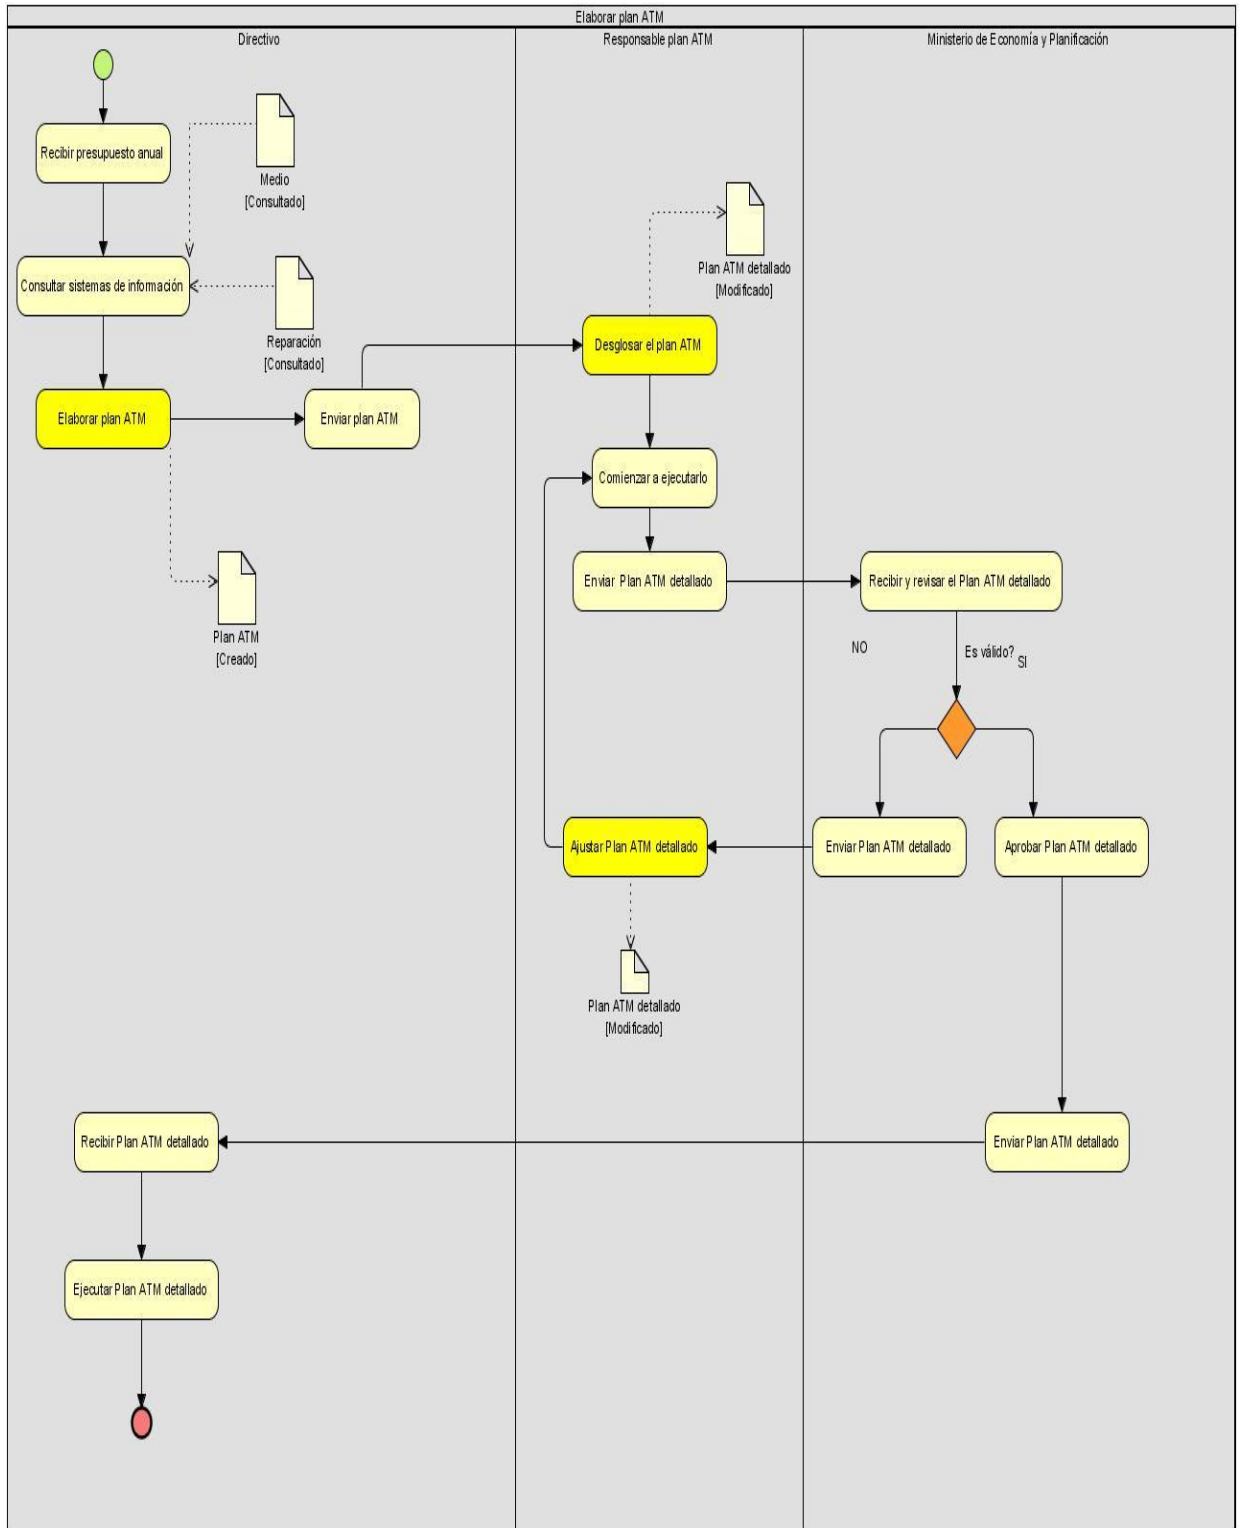 Elaborar plan ATM
Directivo
Responsable plan ATM
Ministerio de Economía y Planificación
Recibir presupuesto anual
Medio
[Consultado]
Consultar sistemas de información
Reparación
[Consultado]
Elaborar plan ATM
Enviar plan ATM
Plan ATM
[Creado]
Plan ATM detallado
[Modificado]
Desglosar el plan ATM
Comienzar a ejecutarlo
Enviar Plan ATM detallado
Recibir y revisar el Plan ATM detallado
NO
Es válido?
SI
Ajustar Plan ATM detallado
Enviar Plan ATM detallado
Aprobar Plan ATM detallado
Plan ATM detallado
[Modificado]
Recibir Plan ATM detallado
Enviar Plan ATM detallado
Ejecutar Plan ATM detallado